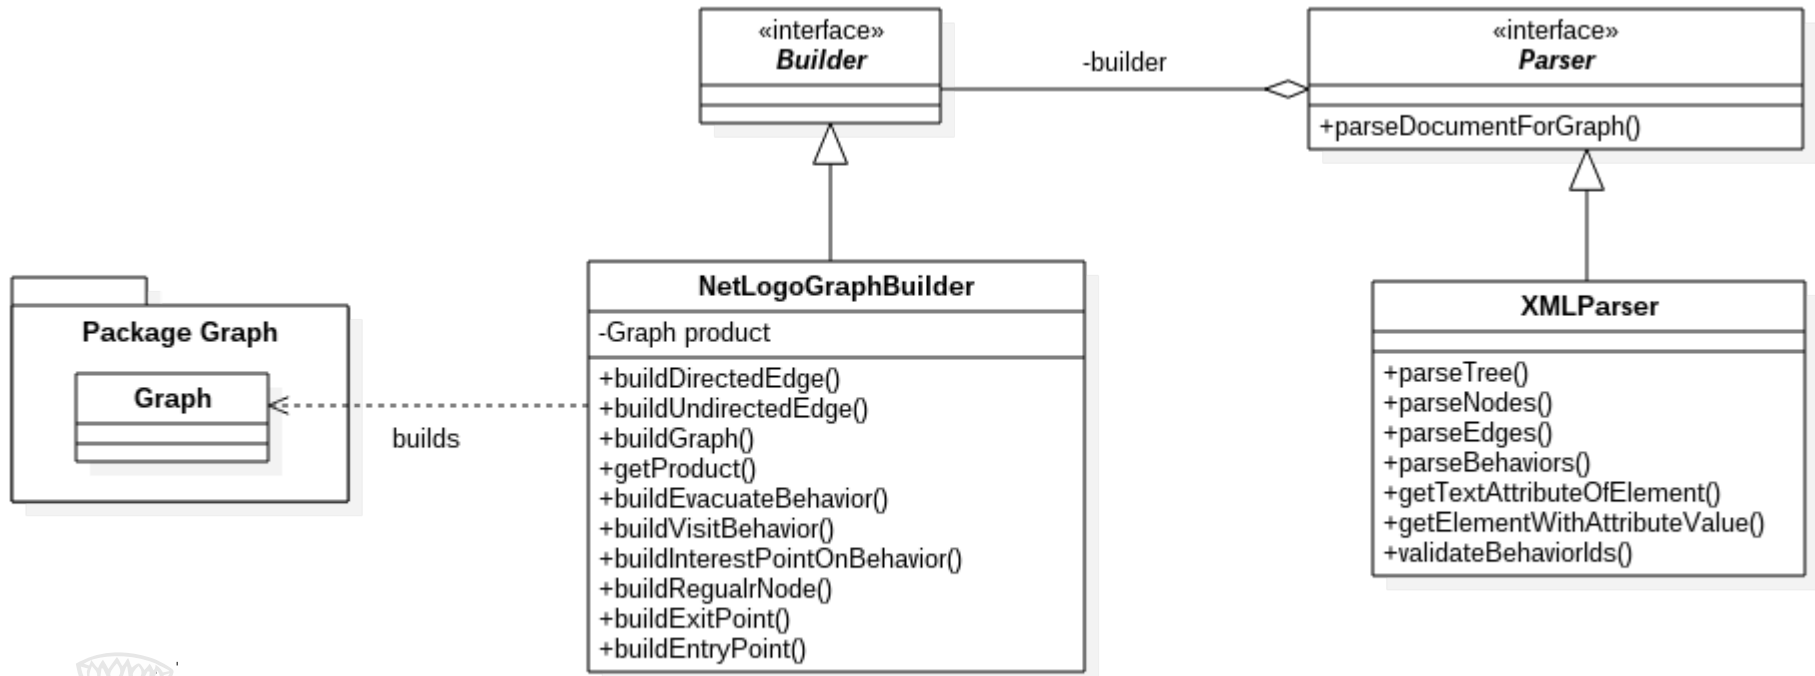 «interface»
Builder
-builder
«interface»
Parser
+parseDocumentForGraph()
Package Graph
Graph
builds
NetLogoGraphBuilder
-Graph product
+buildDirectedEdge()
+buildUndirectedEdge()
+buildGraph()
+getProduct()
+buildEvacuateBehavior()
+buildVisitBehavior()
+buildInterestPointOnBehavior()
+buildRegualrNode()
+buildExitPoint()
+buildEntryPoint()
XMLParser
+parseTree()
+parseNodes()
+parseEdges()
+parseBehaviors()
+getTextAttributeOfElement()
+getElementWithAttributeValue()
+validateBehaviorIds()